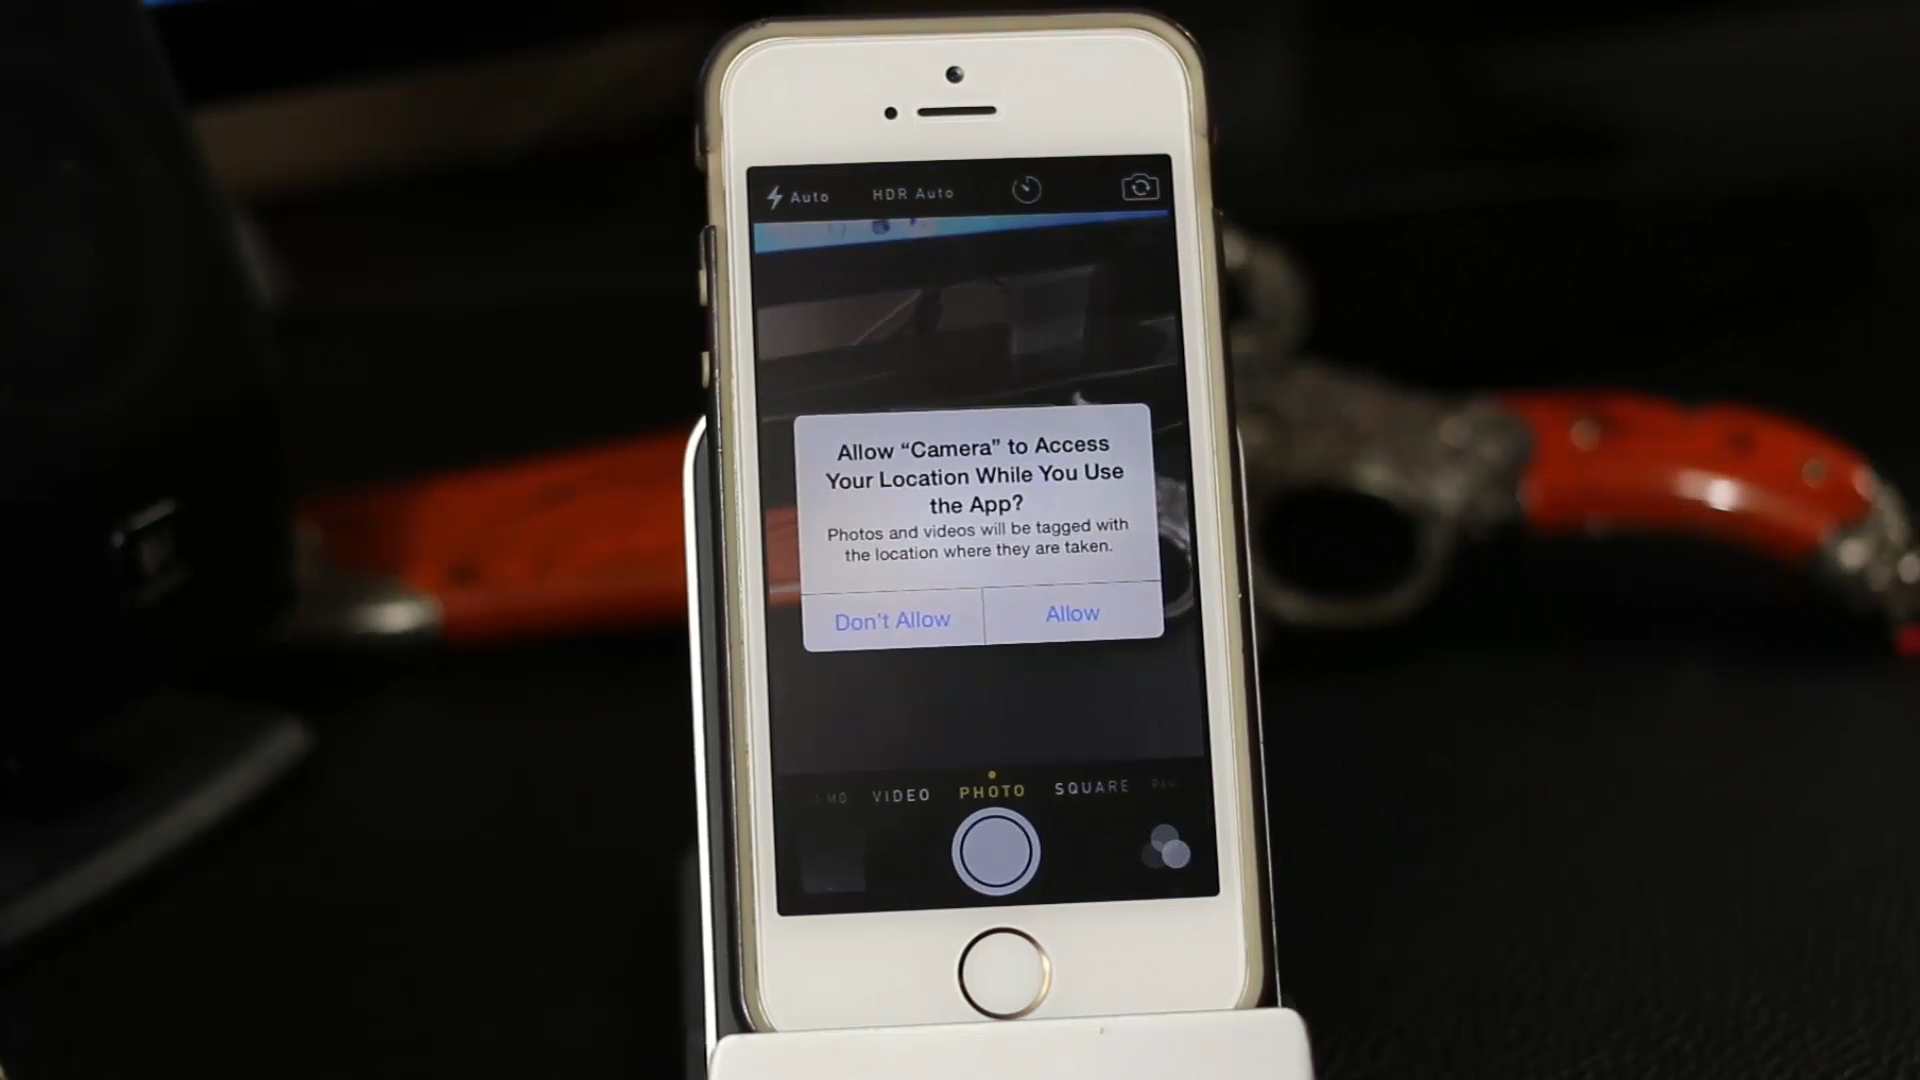 Auto HDR Auto
Allow “Camera” to Access
Your Location While You Use
the App?
Photos and videos will be tagged with
the location where they are taken.
Don't Allow Allow
VIDEO PHOTO SQUARE